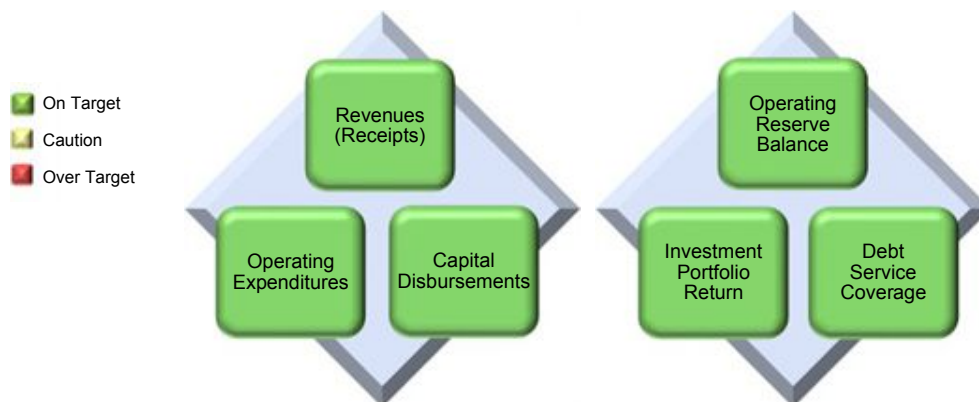 On Target
Caution
Over Target
Revenues
(Receipts)
Operating
Expenditures
Capital
Disbursements
Operating
Reserve
Balance
Investment
Portfolio
Return
Debt
Service
Coverage